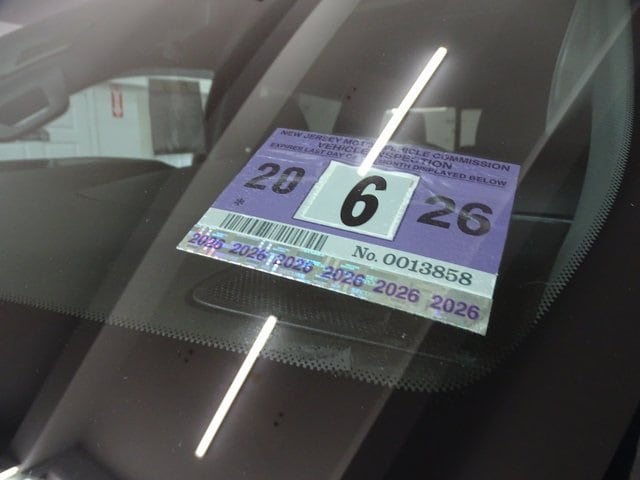 NEW JERSEY MOTOR VEHICLE COMMISSION
VEHICLE INSPECTION
EXPIRES LAST DAY OF MONTH DISPLAYED BELOW
20 6 26
*
No. 0013858
2026 2026 2026 2026 2026 2026